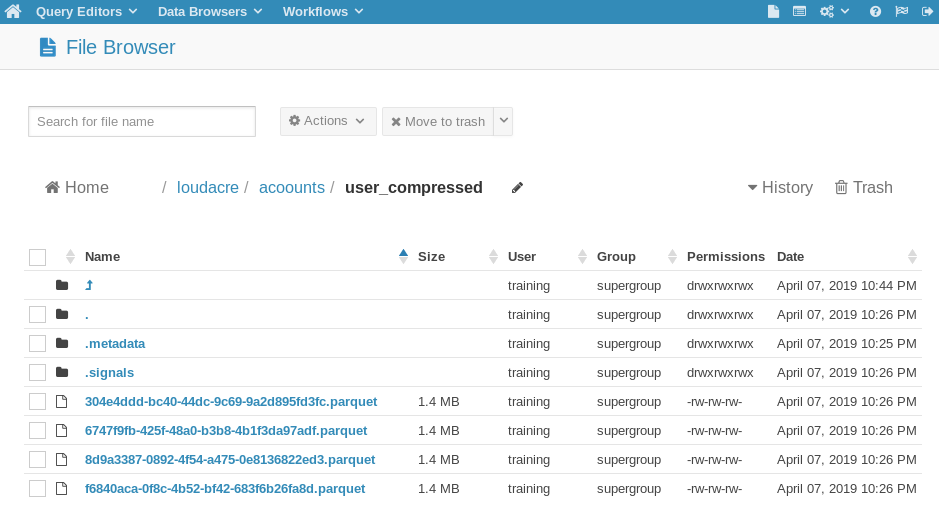 Query Editors Data Browsers Workflows
File Browser
Search for file name Actions Move to trash
Home / loudacre / acoounts / user_compressed History Trash
Name Size User Group Permissions Date
training supergroup drwxrwxrwx April 07, 2019 10:44 PM
. training supergroup drwxrwxrwx April 07, 2019 10:26 PM
.metadata training supergroup drwxrwxrwx April 07, 2019 10:25 PM
.signals training supergroup drwxrwxrwx April 07, 2019 10:26 PM
304e4ddd-bc40-44dc-9c69-9a2d895fd3fc.parquet 1.4 MB training supergroup -rw-rw-rw- April 07, 2019 10:26 PM
6747f9fb-425f-48a0-b3b8-4b1f3da97adf.parquet 1.4 MB training supergroup -rw-rw-rw- April 07, 2019 10:26 PM
8d9a3387-0892-4f54-a475-0e8136822ed3.parquet 1.4 MB training supergroup -rw-rw-rw- April 07, 2019 10:26 PM
f6840aca-0f8c-4b52-bf42-683f6b26fa8d.parquet 1.4 MB training supergroup -rw-rw-rw- April 07, 2019 10:26 PM